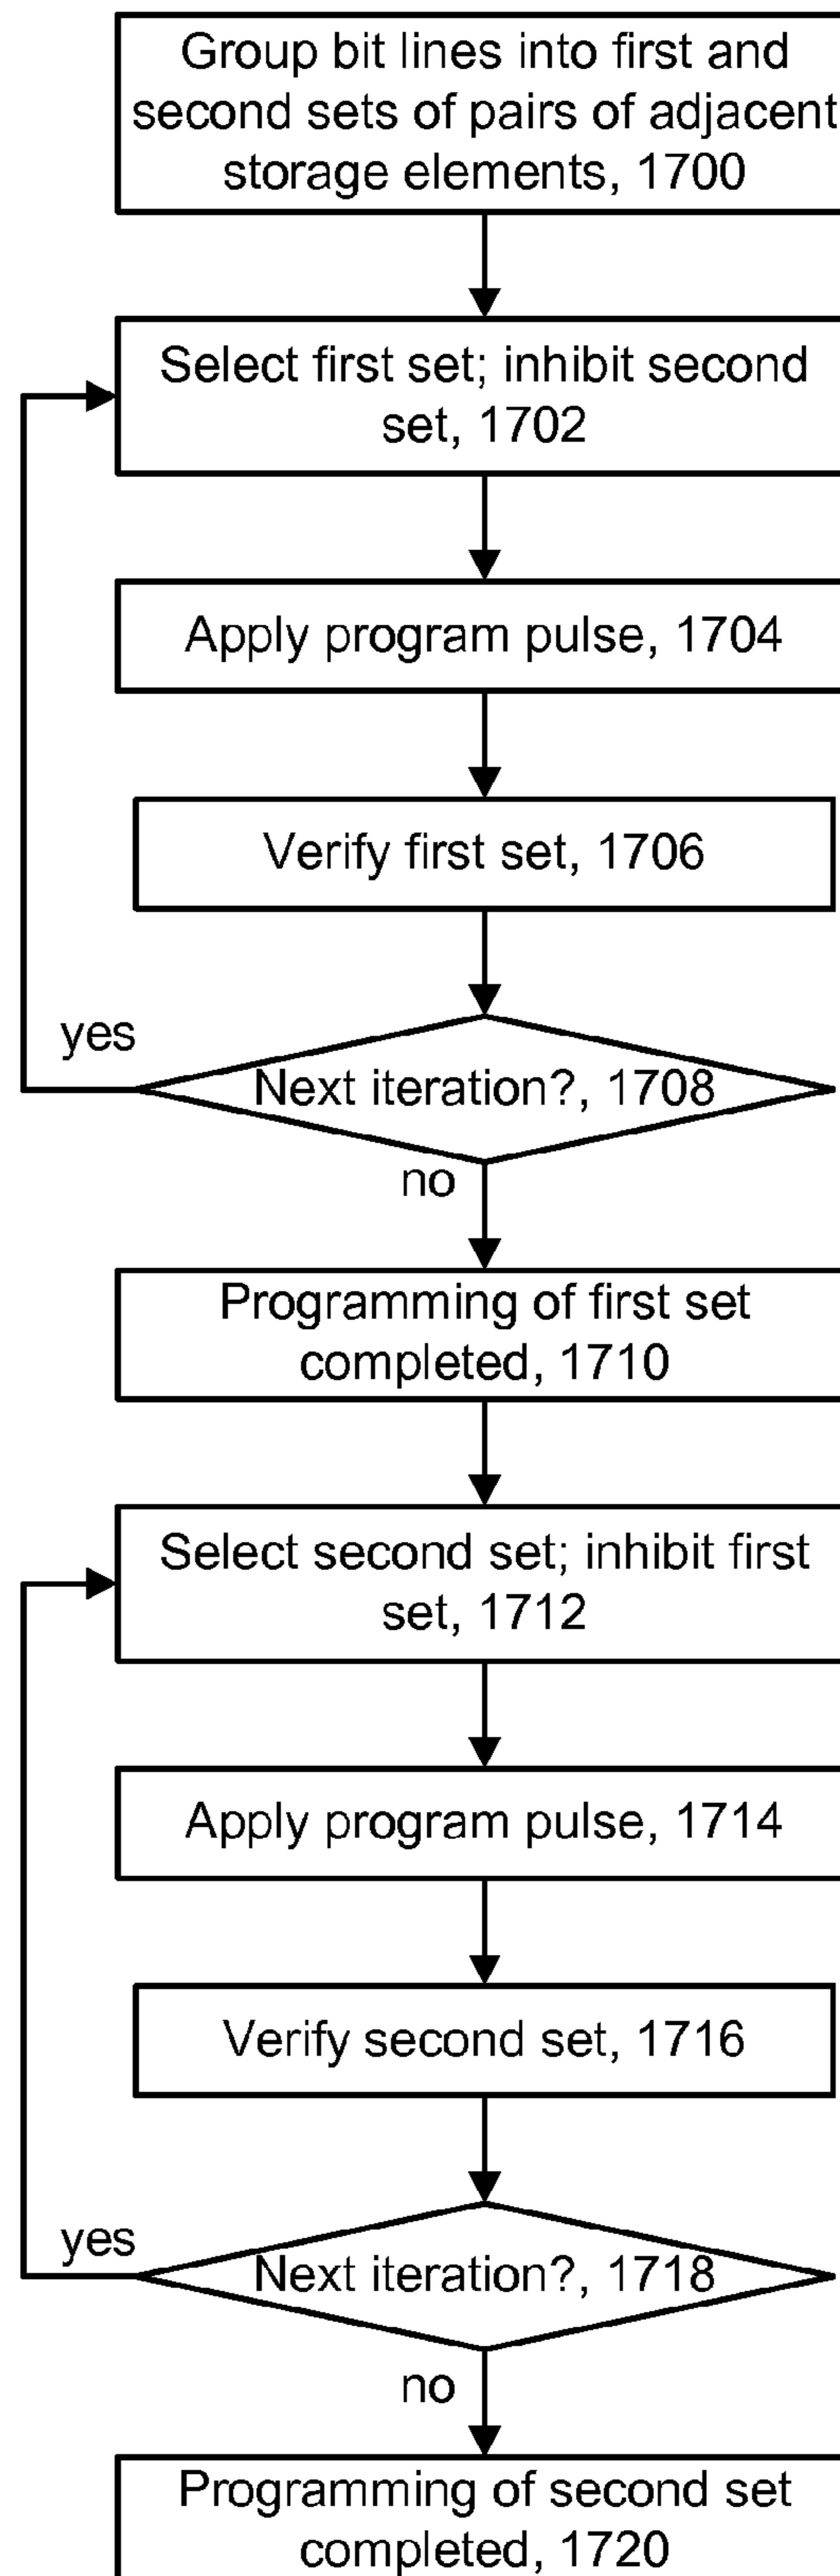 Group bit lines into first and
second sets of pairs of adjacent
storage elements, 1700
Select first set; inhibit second
set, 1702
Apply program pulse, 1704
Verify first set, 1706
yes
Next iteration?, 1708
no
Programming of first set
completed, 1710
Select second set; inhibit first
set, 1712
Apply program pulse, 1714
Verify second set, 1716
yes
Next iteration?, 1718
no
Programming of second set
completed, 1720